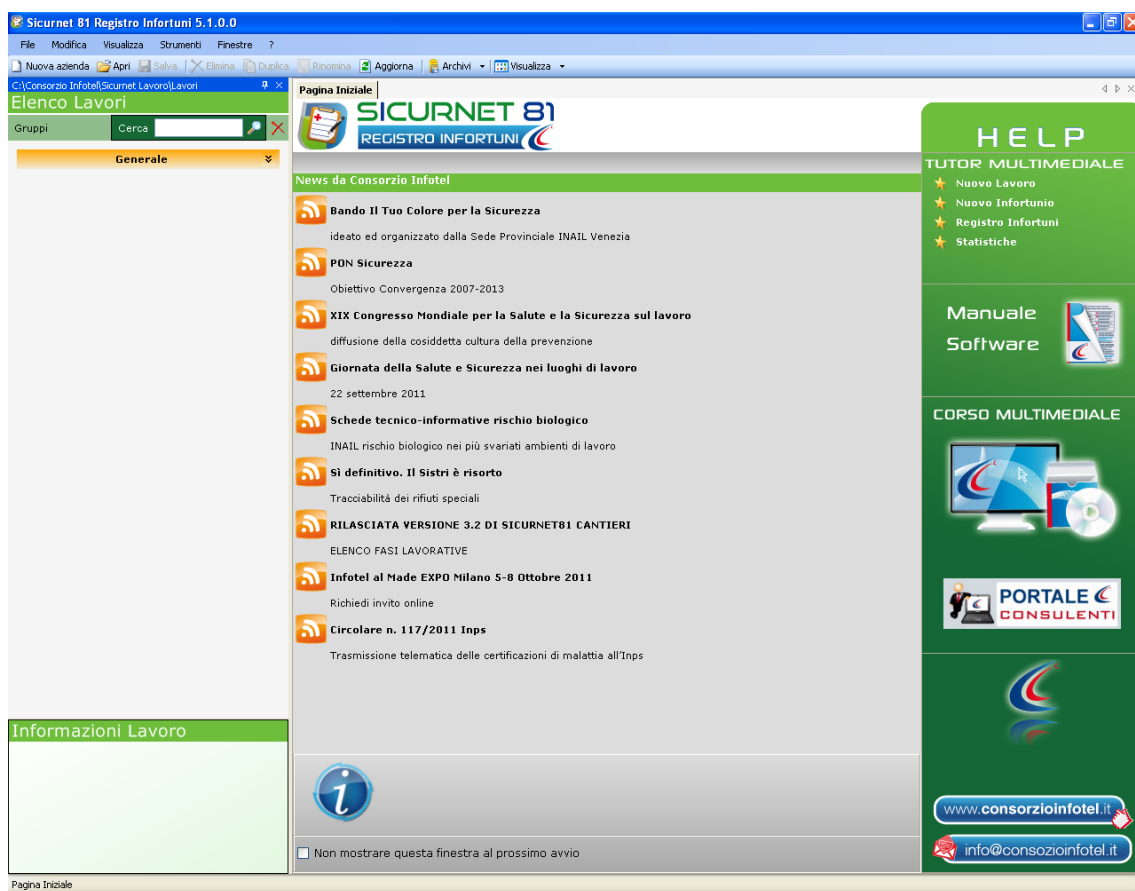 Sicurnet 81 Registro Infortuni 5.1.0.0
File Modifica Visualizza Strumenti Finestre ?
Nuova azienda Apri Salva Elimina Duplica Rinomina Aggiorna Archivi Visualizza
C:\Consorzio Infotel\Sicurnet Lavoro\Lavori
Elenco Lavori
Gruppi Cerca
Generale
Informazioni Lavoro
Pagina Iniziale
SICURNET 81
REGISTRO INFORTUNI
News da Consorzio Infotel
Bando Il Tuo Colore per la Sicurezza
ideato ed organizzato dalla Sede Provinciale INAIL Venezia
PON Sicurezza
Obiettivo Convergenza 2007-2013
XIX Congresso Mondiale per la Salute e la Sicurezza sul lavoro
diffusione della cosiddetta cultura della prevenzione
Giornata della Salute e Sicurezza nei luoghi di lavoro
22 settembre 2011
Schede tecnico-informative rischio biologico
INAIL rischio biologico nei più svariati ambienti di lavoro
Sì definitivo. Il Sistri è risorto
Tracciabilità dei rifiuti speciali
RILASCIATA VERSIONE 3.2 DI SICURNET81 CANTIERI
ELENCO FASI LAVORATIVE
Infotel al Made EXPO Milano 5-8 Ottobre 2011
Richiedi invito online
Circolare n. 117/2011 Inps
Trasmissione telematica delle certificazioni di malattia all'Inps
Non mostrare questa finestra al prossimo avvio
HELP
TUTOR MULTIMEDIALE
Nuovo Lavoro
Nuovo Infortunio
Registro Infortuni
Statistiche
Manuale
Software
CORSO MULTIMEDIALE
PORTALE
CONSULENTI
www.consorzioinfotel.it
info@consozioinfotel.it
Pagina Iniziale